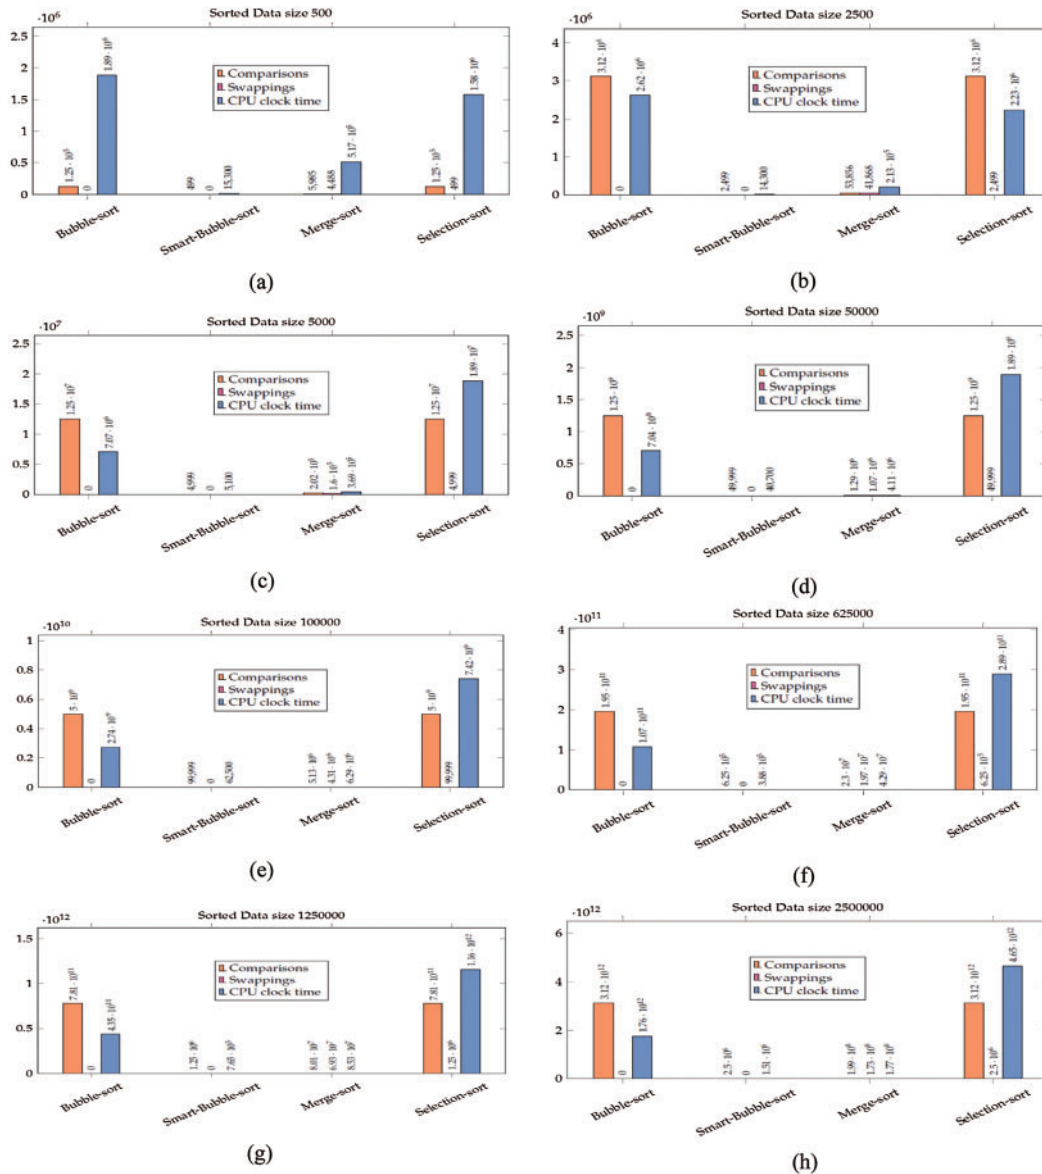 Sorted Data size 500
·10^6
2.5
2
1.5
1
0.5
0
Comparisons
Swappings
CPU clock time
1.25 · 10^5
0
1.89 · 10^6
499
0
15,300
5,985
4,488
5.17 · 10^5
1.25 · 10^5
499
1.58 · 10^6
Bubble-sort
Smart-Bubble-sort
Merge-sort
Selection-sort
(a)
Sorted Data size 2500
·10^6
4
3
2
1
0
Comparisons
Swappings
CPU clock time
3.12 · 10^6
0
2.62 · 10^6
2,499
0
14,300
53,856
41,868
2.13 · 10^5
3.12 · 10^6
2,499
2.23 · 10^6
Bubble-sort
Smart-Bubble-sort
Merge-sort
Selection-sort
(b)
Sorted Data size 5000
·10^7
2.5
2
1.5
1
0.5
0
Comparisons
Swappings
CPU clock time
1.25 · 10^7
0
7.07 · 10^6
4,999
0
5,100
2.02 · 10^5
1.6 · 10^5
3.69 · 10^5
1.25 · 10^7
4,999
1.89 · 10^7
Bubble-sort
Smart-Bubble-sort
Merge-sort
Selection-sort
(c)
Sorted Data size 50000
·10^9
2.5
2
1.5
1
0.5
0
Comparisons
Swappings
CPU clock time
1.25 · 10^9
0
7.04 · 10^8
49,999
0
40,700
1.29 · 10^6
1.07 · 10^6
4.11 · 10^6
1.25 · 10^9
49,999
1.89 · 10^9
Bubble-sort
Smart-Bubble-sort
Merge-sort
Selection-sort
(d)
Sorted Data size 100000
·10^10
1
0.8
0.6
0.4
0.2
0
Comparisons
Swappings
CPU clock time
5 · 10^9
0
2.74 · 10^9
99,999
0
62,500
3.13 · 10^6
4.31 · 10^6
6.29 · 10^6
5 · 10^9
99,999
7.42 · 10^9
Bubble-sort
Smart-Bubble-sort
Merge-sort
Selection-sort
(e)
Sorted Data size 625000
·10^11
4
3
2
1
0
Comparisons
Swappings
CPU clock time
1.95 · 10^11
0
1.07 · 10^11
6.25 · 10^5
0
3.88 · 10^5
2.3 · 10^7
1.97 · 10^7
4.29 · 10^7
1.95 · 10^11
6.25 · 10^5
2.89 · 10^11
Bubble-sort
Smart-Bubble-sort
Merge-sort
Selection-sort
(f)
Sorted Data size 1250000
·10^12
1.5
1
0.5
0
Comparisons
Swappings
CPU clock time
7.81 · 10^11
0
4.35 · 10^11
1.25 · 10^6
0
7.65 · 10^5
8.01 · 10^7
6.93 · 10^7
8.53 · 10^7
7.81 · 10^11
1.25 · 10^6
1.16 · 10^12
Bubble-sort
Smart-Bubble-sort
Merge-sort
Selection-sort
(g)
Sorted Data size 2500000
·10^12
6
4
2
0
Comparisons
Swappings
CPU clock time
3.12 · 10^12
0
1.76 · 10^12
2.5 · 10^6
0
1.51 · 10^6
1.99 · 10^8
1.73 · 10^8
1.77 · 10^8
3.12 · 10^12
2.5 · 10^6
4.65 · 10^12
Bubble-sort
Smart-Bubble-sort
Merge-sort
Selection-sort
(h)